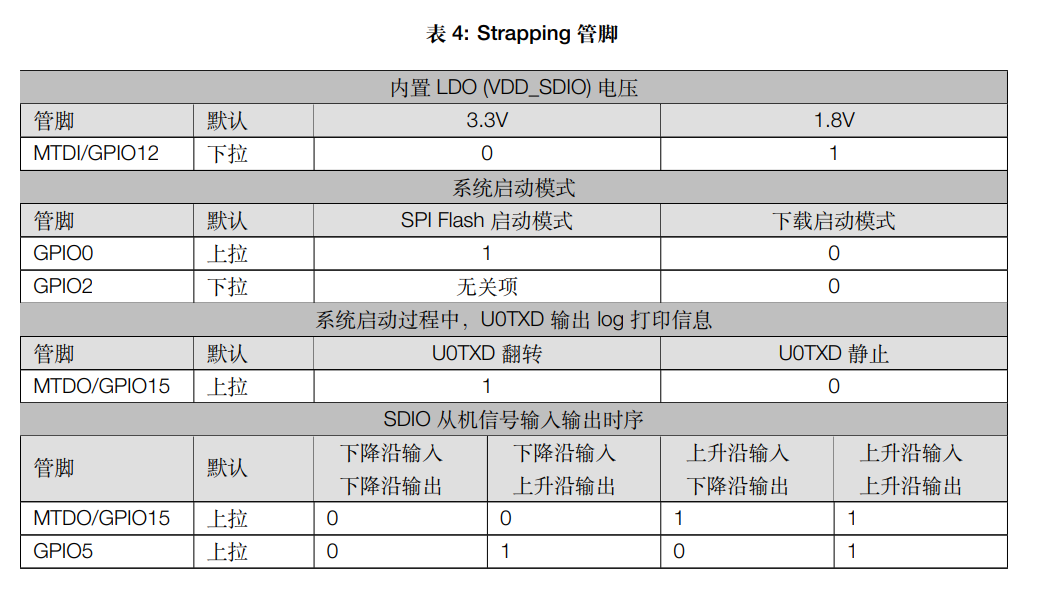 表 4: Strapping 管脚
内置 LDO (VDD_SDIO) 电压
管脚 默认 3.3V 1.8V
MTDI/GPIO12 下拉 0 1
系统启动模式
管脚 默认 SPI Flash 启动模式 下载启动模式
GPIO0 上拉 1 0
GPIO2 下拉 无关项 0
系统启动过程中，U0TXD 输出 log 打印信息
管脚 默认 U0TXD 翻转 U0TXD 静止
MTDO/GPIO15 上拉 1 0
SDIO 从机信号输入输出时序
管脚 默认 下降沿输入 下降沿输入 上升沿输入 上升沿输入
下降沿输出 上升沿输出 下降沿输出 上升沿输出
MTDO/GPIO15 上拉 0 0 1 1
GPIO5 上拉 0 1 0 1